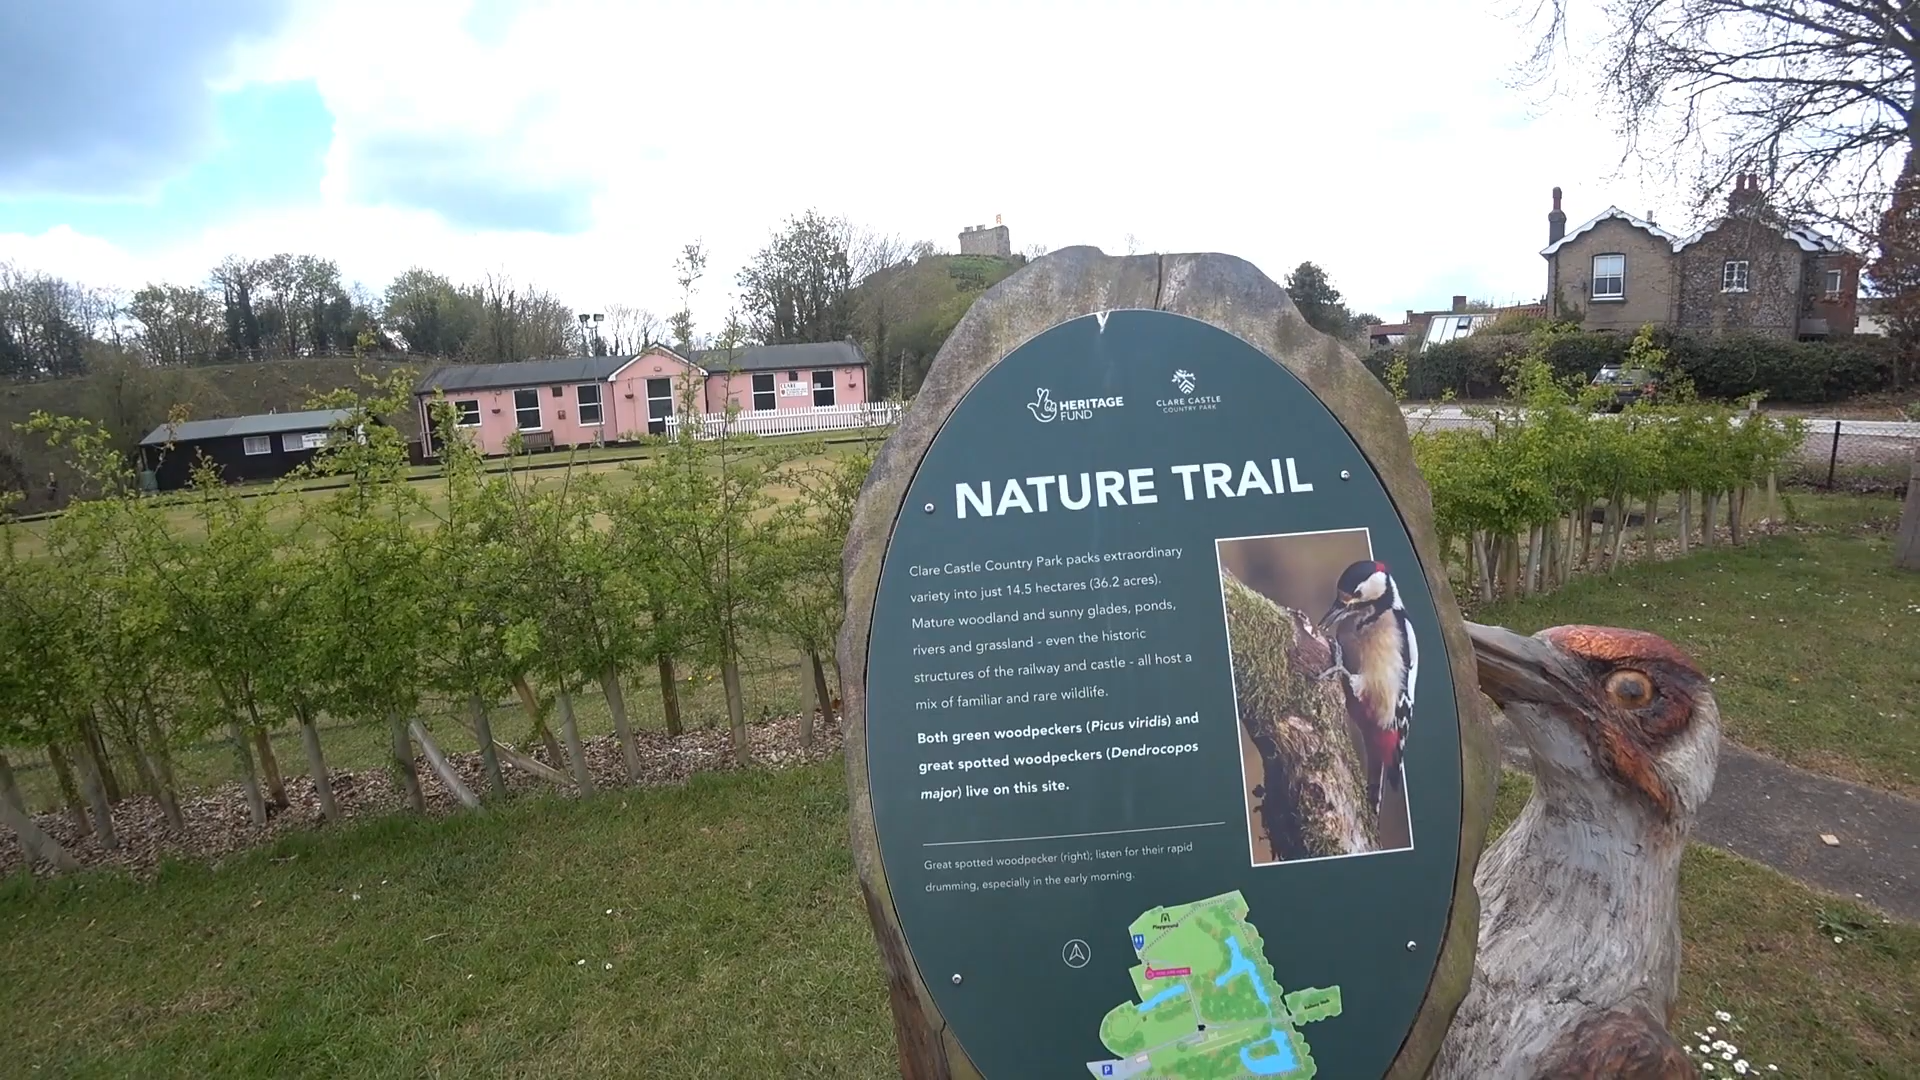 HERITAGE
FUND
CLARE CASTLE
COUNTRY PARK
NATURE TRAIL
Clare Castle Country Park packs extraordinary
variety into just 14.5 hectares (36.2 acres).
Mature woodland and sunny glades, ponds,
rivers and grassland - even the historic
structures of the railway and castle - all host a
mix of familiar and rare wildlife.
Both green woodpeckers (Picus viridis) and
great spotted woodpeckers (Dendrocopos
major) live on this site.
Great spotted woodpecker (right); listen for their rapid
drumming, especially in the early morning.
Playground
P
CLARE